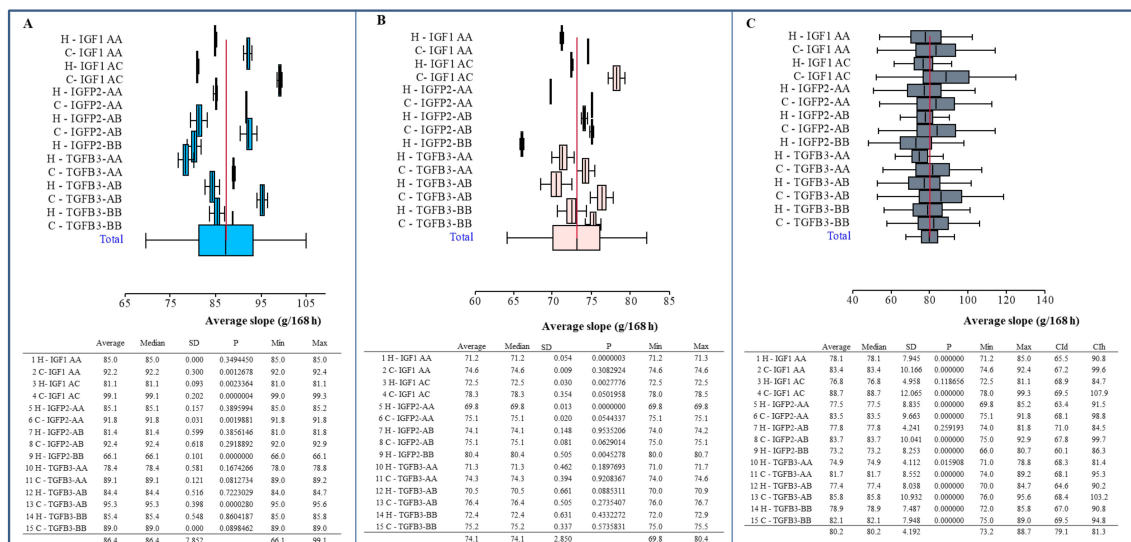 A
H - IGF1 AA
C- IGF1 AA
H- IGF1 AC
C- IGF1 AC
H - IGFP2-AA
C - IGFP2-AA
H - IGFP2-AB
C - IGFP2-AB
H - IGFP2-BB
H - TGFB3-AA
C - TGFB3-AA
H - TGFB3-AB
C - TGFB3-AB
H - TGFB3-BB
C - TGFB3-BB
Total
65 75 85 95 105
Average slope (g/168 h)
Average Median SD P Min Max
1 H - IGF1 AA 85.0 85.0 0.000 0.3494450 85.0 85.0
2 C- IGF1 AA 92.2 92.2 0.300 0.0012678 92.0 92.4
3 H- IGF1 AC 81.1 81.1 0.093 0.0023364 81.0 81.1
4 C- IGF1 AC 99.1 99.1 0.202 0.0000004 99.0 99.3
5 H - IGFP2-AA 85.1 85.1 0.157 0.3895994 85.0 85.2
6 C - IGFP2-AA 91.8 91.8 0.031 0.0019881 91.8 91.8
7 H - IGFP2-AB 81.4 81.4 0.599 0.3856146 81.0 81.8
8 C - IGFP2-AB 92.4 92.4 0.618 0.2918892 92.0 92.9
9 H - IGFP2-BB 66.1 66.1 0.101 0.0000000 66.0 66.1
10 H - TGFB3-AA 78.4 78.4 0.581 0.1674266 78.0 78.8
11 C - TGFB3-AA 89.1 89.1 0.121 0.0812734 89.0 89.2
12 H - TGFB3-AB 84.4 84.4 0.516 0.7223029 84.0 84.7
13 C - TGFB3-AB 95.3 95.3 0.398 0.0000280 95.0 95.6
14 H - TGFB3-BB 85.4 85.4 0.548 0.8604187 85.0 85.8
15 C - TGFB3-BB 89.0 89.0 0.000 0.0898462 89.0 89.0
86.4 86.4 7.852 66.1 99.1
B
H - IGF1 AA
C- IGF1 AA
H- IGF1 AC
C- IGF1 AC
H - IGFP2-AA
C - IGFP2-AA
H - IGFP2-AB
C - IGFP2-AB
H - IGFP2-BB
H - TGFB3-AA
C - TGFB3-AA
H - TGFB3-AB
C - TGFB3-AB
H - TGFB3-BB
C - TGFB3-BB
Total
60 65 70 75 80 85
Average slope (g/168 h)
Average Median SD P Min Max
1 H - IGF1 AA 71.2 71.2 0.054 0.0000003 71.2 71.3
2 C- IGF1 AA 74.6 74.6 0.009 0.3082924 74.6 74.6
3 H- IGF1 AC 72.5 72.5 0.030 0.0027776 72.5 72.5
4 C- IGF1 AC 78.3 78.3 0.354 0.0501958 78.0 78.5
5 H - IGFP2-AA 69.8 69.8 0.013 0.0000000 69.8 69.8
6 C - IGFP2-AA 75.1 75.1 0.020 0.0544337 75.1 75.1
7 H - IGFP2-AB 74.1 74.1 0.148 0.9535206 74.0 74.2
8 C - IGFP2-AB 75.1 75.1 0.081 0.0629014 75.0 75.1
9 H - IGFP2-BB 80.4 80.4 0.505 0.0045278 80.0 80.7
10 H - TGFB3-AA 71.3 71.3 0.462 0.1897693 71.0 71.7
11 C - TGFB3-AA 74.3 74.3 0.394 0.9208367 74.0 74.6
12 H - TGFB3-AB 70.5 70.5 0.661 0.0885311 70.0 70.9
13 C - TGFB3-AB 76.4 76.4 0.505 0.2735407 76.0 76.7
14 H - TGFB3-BB 72.4 72.4 0.631 0.4332272 72.0 72.9
15 C - TGFB3-BB 75.2 75.2 0.337 0.5735831 75.0 75.5
74.1 74.1 2.850 69.8 80.4
C
H - IGF1 AA
C- IGF1 AA
H- IGF1 AC
C- IGF1 AC
H - IGFP2-AA
C - IGFP2-AA
H - IGFP2-AB
C - IGFP2-AB
H - IGFP2-BB
H - TGFB3-AA
C - TGFB3-AA
H - TGFB3-AB
C - TGFB3-AB
H - TGFB3-BB
C - TGFB3-BB
Total
40 60 80 100 120 140
Average slope (g/168 h)
Average Median SD P Min Max CId CIh
1 H - IGF1 AA 78.1 78.1 7.945 0.000000 71.2 85.0 65.5 90.8
2 C- IGF1 AA 83.4 83.4 10.166 0.000000 74.6 92.4 67.2 99.6
3 H- IGF1 AC 76.8 76.8 4.958 0.118656 72.5 81.1 68.9 84.7
4 C- IGF1 AC 88.7 88.7 12.065 0.000000 78.0 99.3 69.5 107.9
5 H - IGFP2-AA 77.5 77.5 8.835 0.000000 69.8 85.2 63.4 91.5
6 C - IGFP2-AA 83.5 83.5 9.663 0.000000 75.1 91.8 68.1 98.8
7 H - IGFP2-AB 77.8 77.8 4.241 0.259193 74.0 81.8 71.0 84.5
8 C - IGFP2-AB 83.7 83.7 10.041 0.000000 75.0 92.9 67.8 99.7
9 H - IGFP2-BB 73.2 73.2 8.253 0.000000 66.0 80.7 60.1 86.3
10 H - TGFB3-AA 74.9 74.9 4.112 0.015908 71.0 78.8 68.3 81.4
11 C - TGFB3-AA 81.7 81.7 8.552 0.000000 74.0 89.2 68.1 95.3
12 H - TGFB3-AB 77.4 77.4 8.038 0.000000 70.0 84.7 64.6 90.2
13 C - TGFB3-AB 85.8 85.8 10.932 0.000000 76.0 95.6 68.4 103.2
14 H - TGFB3-BB 78.9 78.9 7.487 0.000000 72.0 85.8 67.0 90.8
15 C - TGFB3-BB 82.1 82.1 7.948 0.000000 75.0 89.0 69.5 94.8
80.2 80.2 4.192 73.2 88.7 79.1 81.3